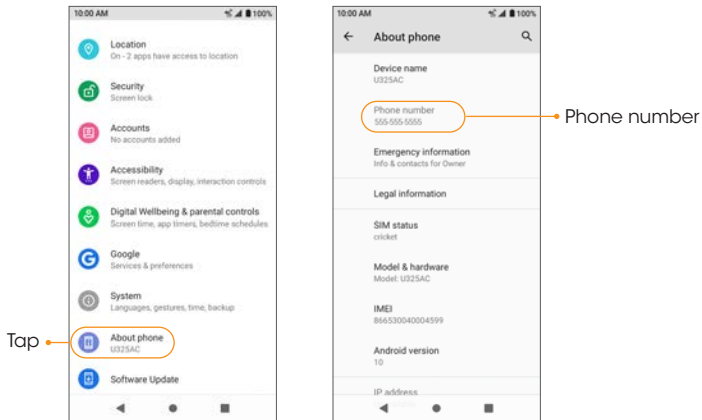 10:00 AM 100%
Location
On - 2 apps have access to location
Security
Screen lock
Accounts
No accounts added
Accessibility
Screen readers, display, interaction controls
Digital Wellbeing & parental controls
Screen time, app timers, bedtime schedules
Google
Services & preferences
System
Languages, gestures, time, backup
Tap
About phone
U325AC
Software Update
10:00 AM 100%
About phone
Device name
U325AC
Phone number
555-555-5555
Phone number
Emergency information
Info & contacts for Owner
Legal information
SIM status
cricket
Model & hardware
Model: U325AC
IMEI
866530040004599
Android version
10
IP address